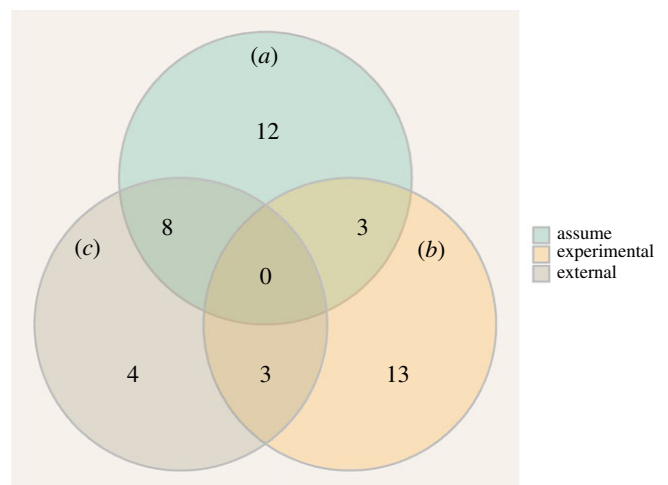 (a)
12
8
3
(c)
(b)
0
4
3
13
assume
experimental
external